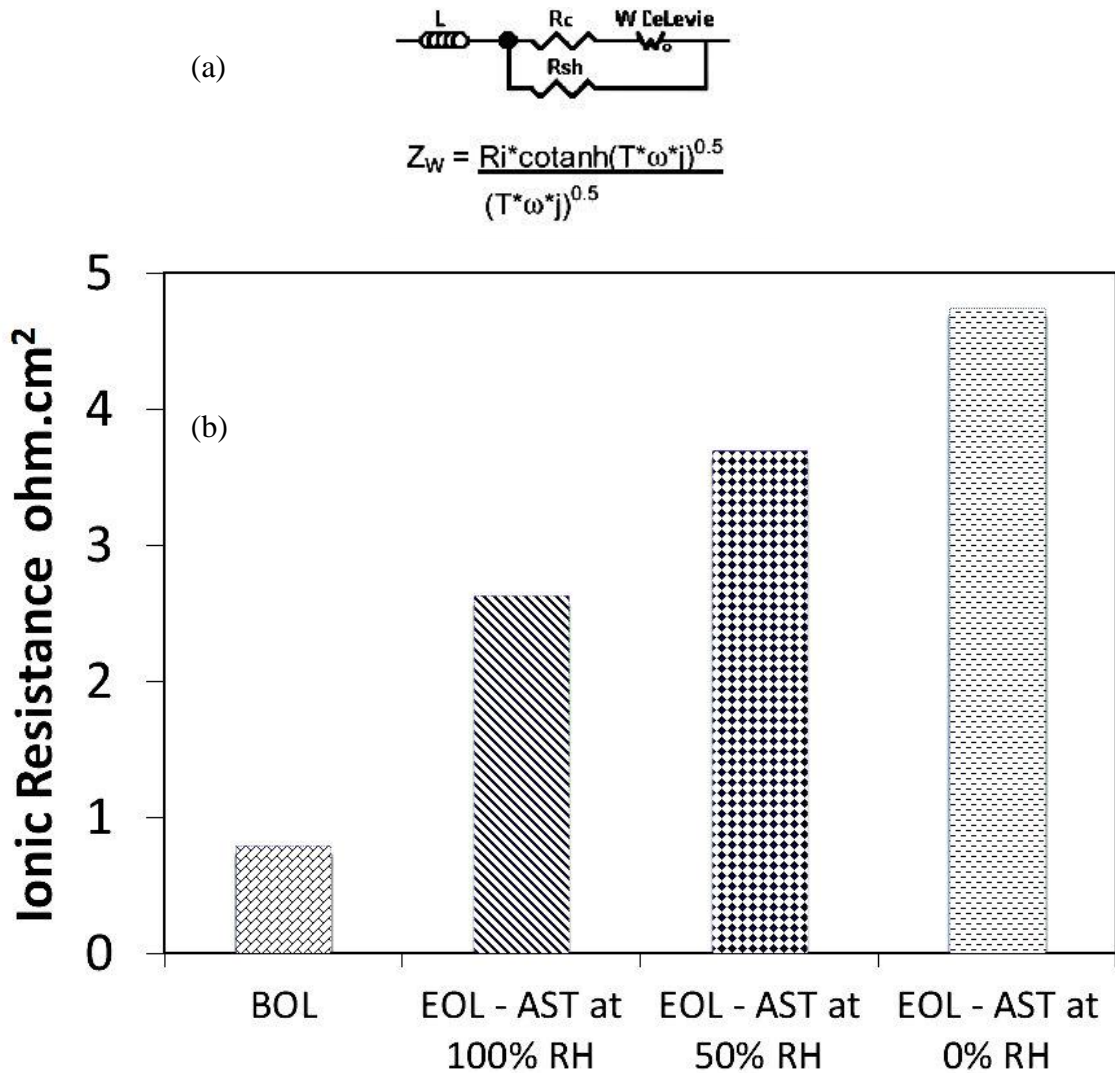 L Rc W DeLevie
Wo
(a)
Rsh
Zw = Ri*cotanh(T*ω*j)^0.5
(T*ω*j)^0.5
5
4
3
2
1
0
Ionic Resistance ohm.cm²
(b)
BOL
EOL - AST at
100% RH
EOL - AST at
50% RH
EOL - AST at
0% RH